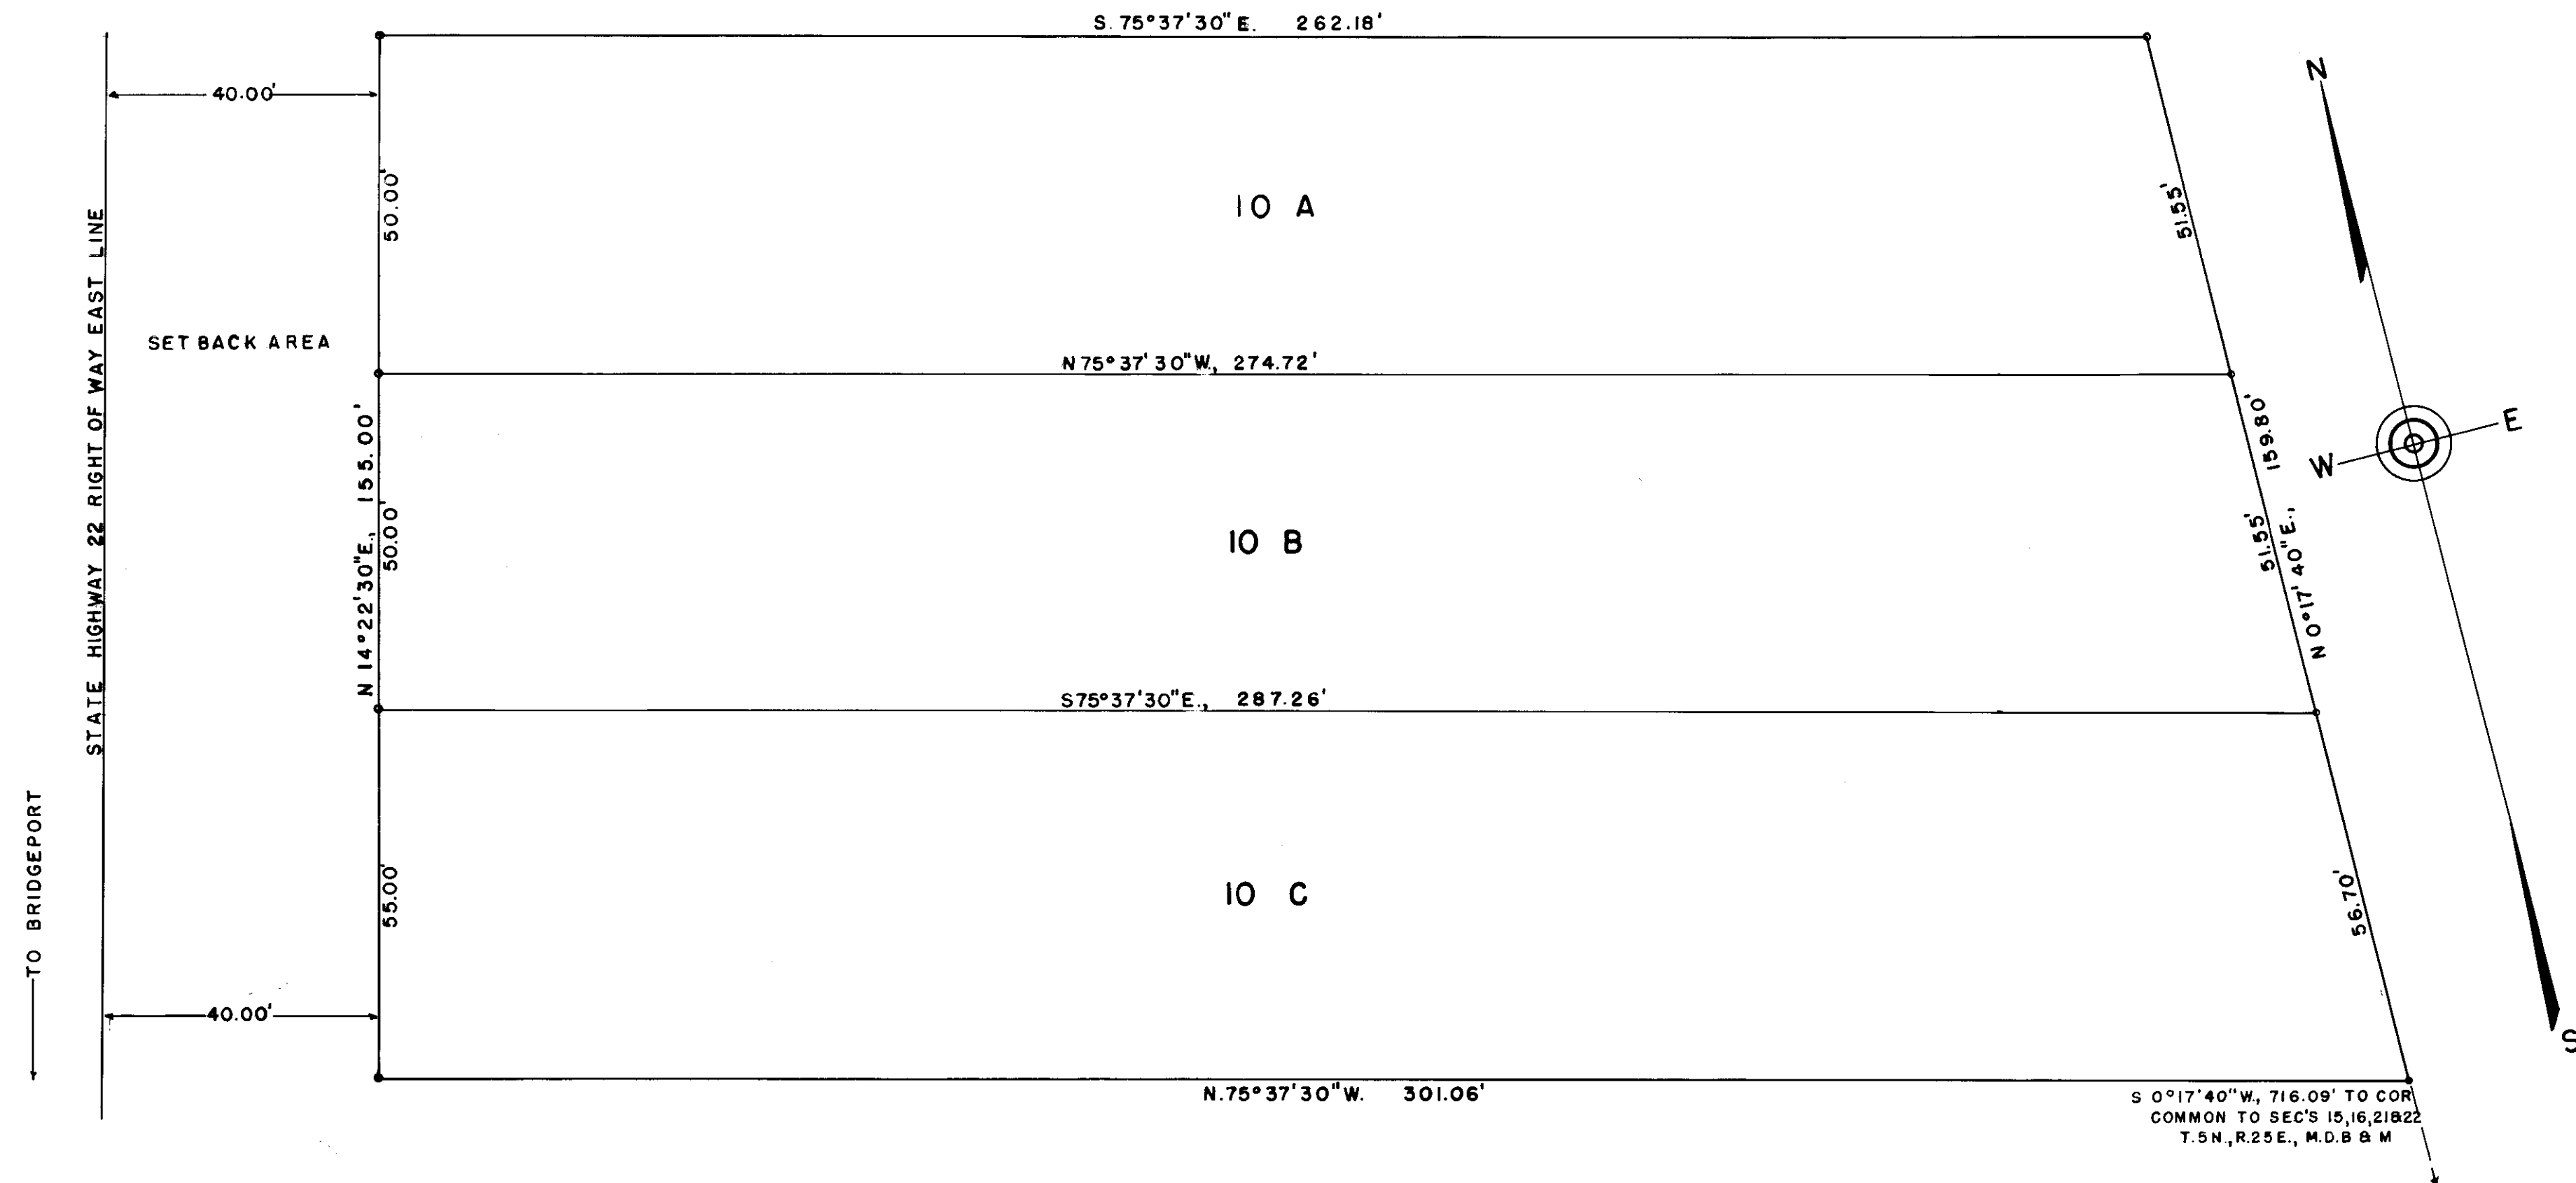 S. 75°37'30" E. 262.18'
40.00'
N
50.00'
10 A
51.55'
STATE HIGHWAY 22 RIGHT OF WAY EAST LINE
SET BACK AREA
N 75° 37' 30" W., 274.72'
N 14° 22' 30" E., 155.00'
50.00'
10 B
159.80'
51.55'
N 0° 17' 40" E.,
W
E
S75°37'30"E., 287.26'
TO BRIDGEPORT
55.00'
10 C
56.70'
S
40.00'
N. 75° 37' 30" W. 301.06'
S 0° 17' 40" W., 716.09' TO COR
COMMON TO SEC'S 15,16,21&22
T.5N.,R.25E., M.D.B & M